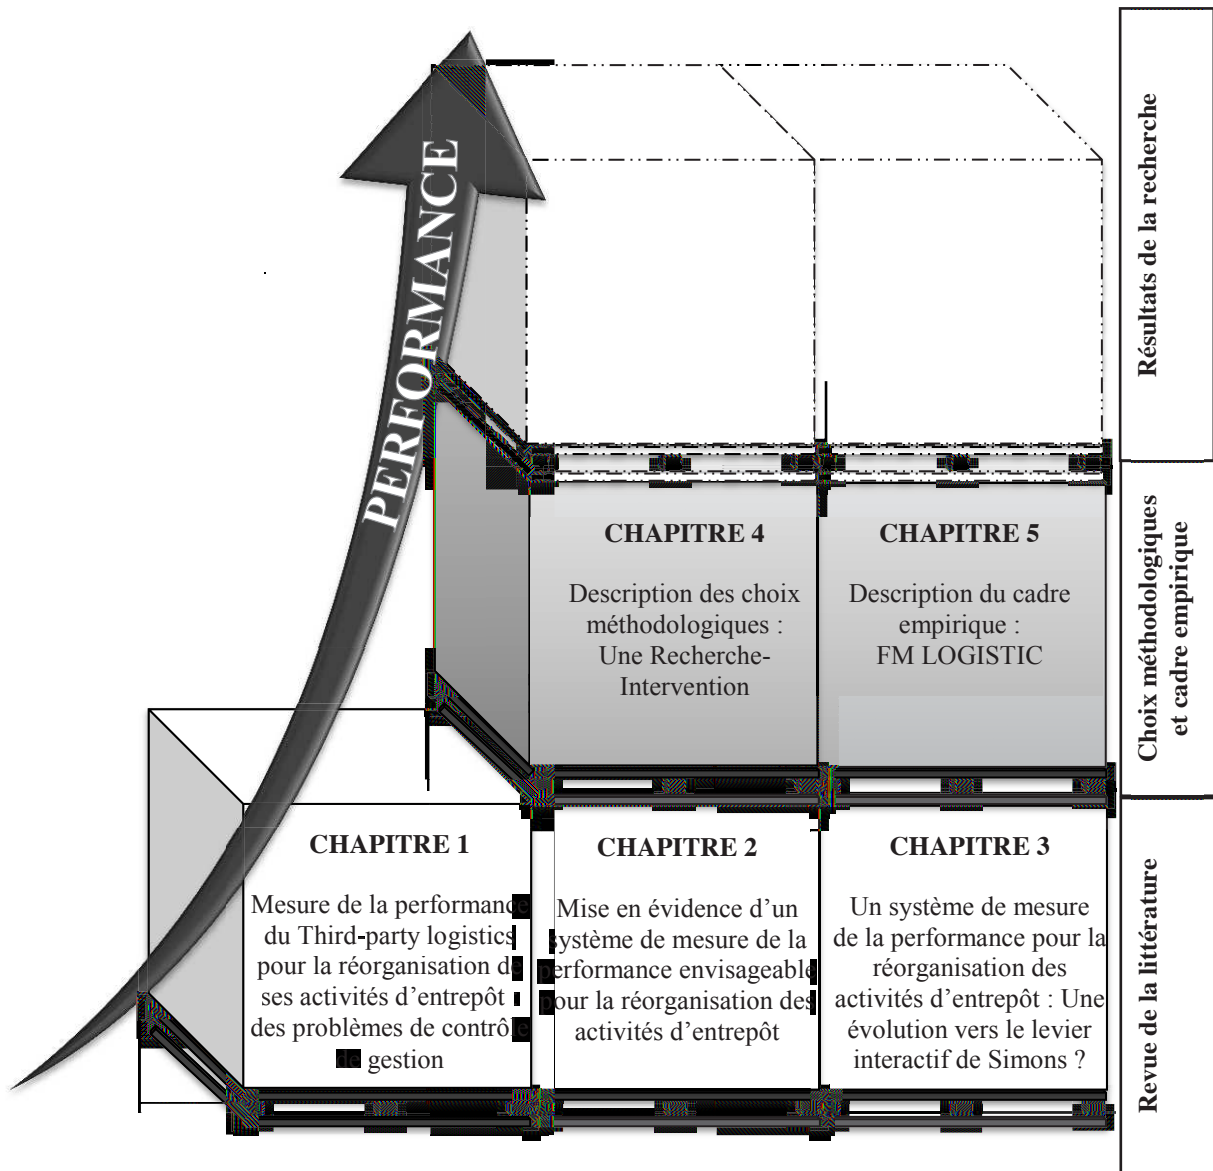 PERFORMANCE
Résultats de la recherche
CHAPITRE 4
Description des choix
méthodologiques :
Une Recherche-
Intervention
CHAPITRE 5
Description du cadre
empirique :
FM LOGISTIC
Choix méthodologiques
et cadre empirique
CHAPITRE 1
Mesure de la performance
du Third-party logistics
pour la réorganisation de
ses activités d'entrepôt :
des problèmes de contrôle
de gestion
CHAPITRE 2
Mise en évidence d'un
système de mesure de la
performance envisageable
pour la réorganisation des
activités d'entrepôt
CHAPITRE 3
Un système de mesure
de la performance pour la
réorganisation des
activités d'entrepôt : Une
évolution vers le levier
interactif de Simons ?
Revue de la littérature